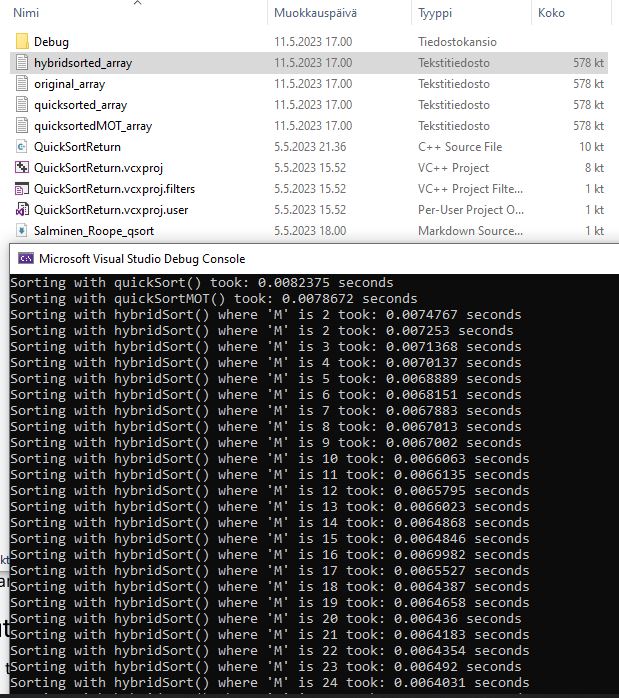 Nimi Muokkauspäivä Tyyppi Koko
Debug 11.5.2023 17.00 Tiedostokansio
hybridsorted_array 11.5.2023 17.00 Tekstitiedosto 578 kt
original_array 11.5.2023 17.00 Tekstitiedosto 578 kt
quicksorted_array 11.5.2023 17.00 Tekstitiedosto 578 kt
quicksortedMOT_array 11.5.2023 17.00 Tekstitiedosto 578 kt
QuickSortReturn 5.5.2023 21.36 C++ Source File 10 kt
QuickSortReturn.vcxproj 5.5.2023 15.52 VC++ Project 8 kt
QuickSortReturn.vcxproj.filters 5.5.2023 15.52 VC++ Project Filte... 1 kt
QuickSortReturn.vcxproj.user 5.5.2023 15.52 Per-User Project O... 1 kt
Salminen_Roope_qsort 5.5.2023 18.00 Markdown Source... 1 kt
Microsoft Visual Studio Debug Console
Sorting with quickSort() took: 0.0082375 seconds
Sorting with quickSortMOT() took: 0.0078672 seconds
Sorting with hybridSort() where 'M' is 2 took: 0.0074767 seconds
Sorting with hybridSort() where 'M' is 2 took: 0.007253 seconds
Sorting with hybridSort() where 'M' is 3 took: 0.0071368 seconds
Sorting with hybridSort() where 'M' is 4 took: 0.0070137 seconds
Sorting with hybridSort() where 'M' is 5 took: 0.0068889 seconds
Sorting with hybridSort() where 'M' is 6 took: 0.0068151 seconds
Sorting with hybridSort() where 'M' is 7 took: 0.0067883 seconds
Sorting with hybridSort() where 'M' is 8 took: 0.0067013 seconds
Sorting with hybridSort() where 'M' is 9 took: 0.0067002 seconds
Sorting with hybridSort() where 'M' is 10 took: 0.0066063 seconds
Sorting with hybridSort() where 'M' is 11 took: 0.0066135 seconds
Sorting with hybridSort() where 'M' is 12 took: 0.0065795 seconds
Sorting with hybridSort() where 'M' is 13 took: 0.0066023 seconds
Sorting with hybridSort() where 'M' is 14 took: 0.0064868 seconds
Sorting with hybridSort() where 'M' is 15 took: 0.0064846 seconds
Sorting with hybridSort() where 'M' is 16 took: 0.0069982 seconds
Sorting with hybridSort() where 'M' is 17 took: 0.0065527 seconds
Sorting with hybridSort() where 'M' is 18 took: 0.0064387 seconds
Sorting with hybridSort() where 'M' is 19 took: 0.0064658 seconds
Sorting with hybridSort() where 'M' is 20 took: 0.006436 seconds
Sorting with hybridSort() where 'M' is 21 took: 0.0064183 seconds
Sorting with hybridSort() where 'M' is 22 took: 0.0064354 seconds
Sorting with hybridSort() where 'M' is 23 took: 0.006492 seconds
Sorting with hybridSort() where 'M' is 24 took: 0.0064031 seconds